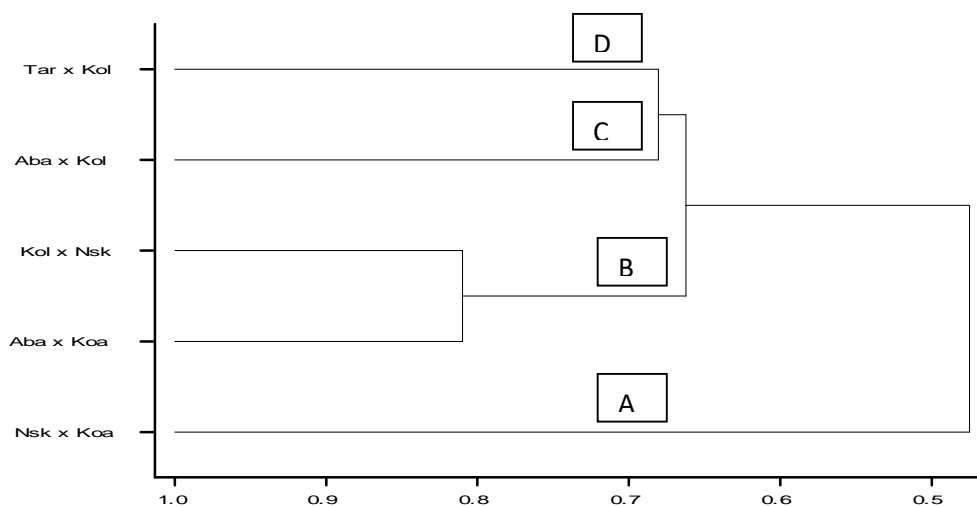 D
Tar x Kol
C
Aba x Kol
Kol x Nsk
B
Aba x Koa
A
Nsk x Koa
1.0 0.9 0.8 0.7 0.6 0.5